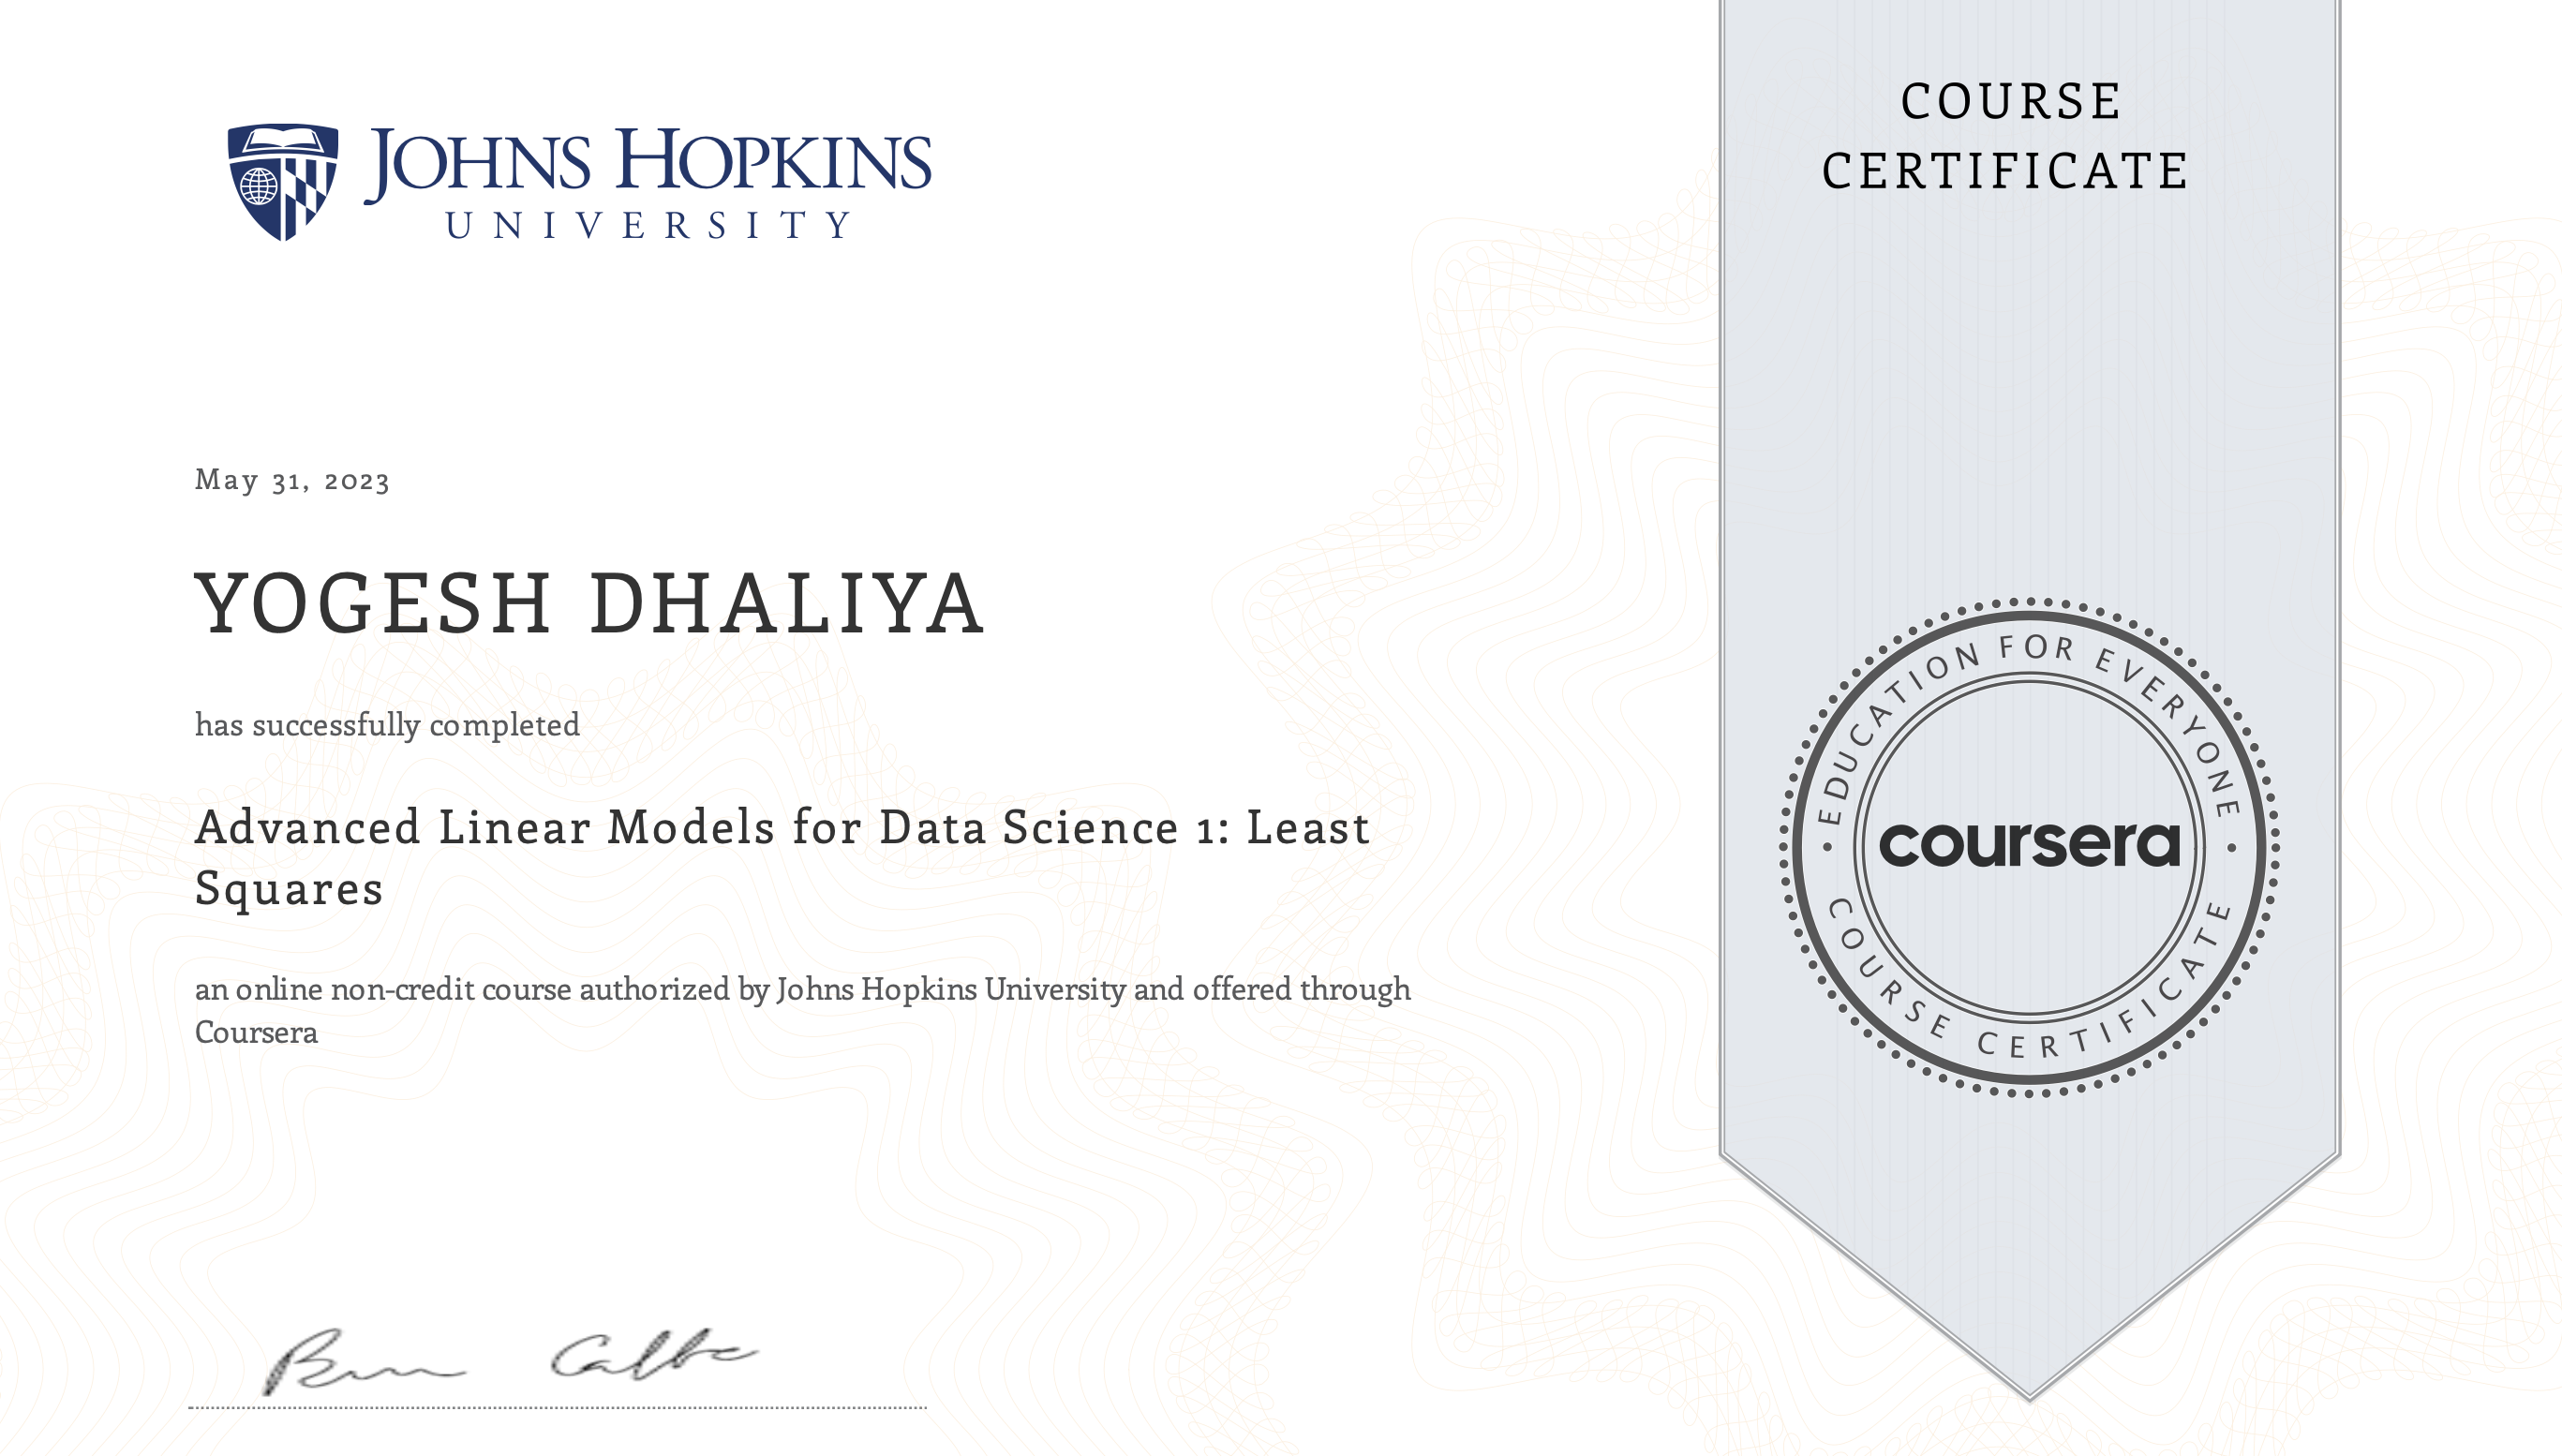 JOHNS HOPKINS
UNIVERSITY
COURSE
CERTIFICATE
May 31, 2023
YOGESH DHALIYA
has successfully completed
Advanced Linear Models for Data Science 1: Least
Squares
an online non-credit course authorized by Johns Hopkins University and offered through
Coursera
• EDUCATION FOR EVERYONE •
coursera
COURSE CERTIFICATE